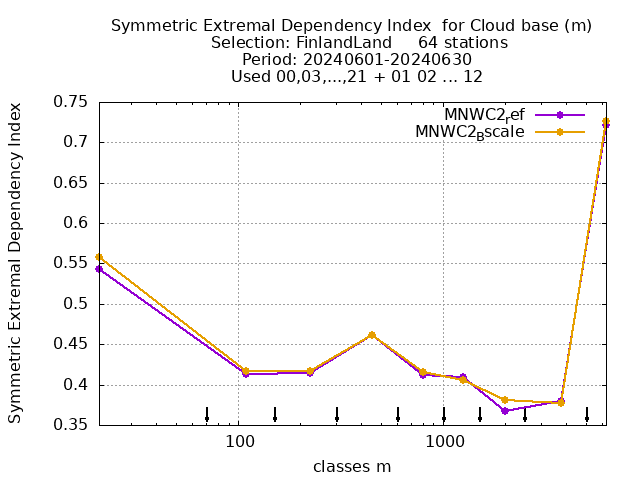 Symmetric Extremal Dependency Index  for Cloud base (m)
Selection: FinlandLand     64 stations
Period: 20240601-20240630
Used 00,03,...,21 + 01 02 ... 12
Symmetric Extremal Dependency Index
0.75
0.7
0.65
0.6
0.55
0.5
0.45
0.4
0.35
MNWC2ref
MNWC2Bscale
100
1000
classes m